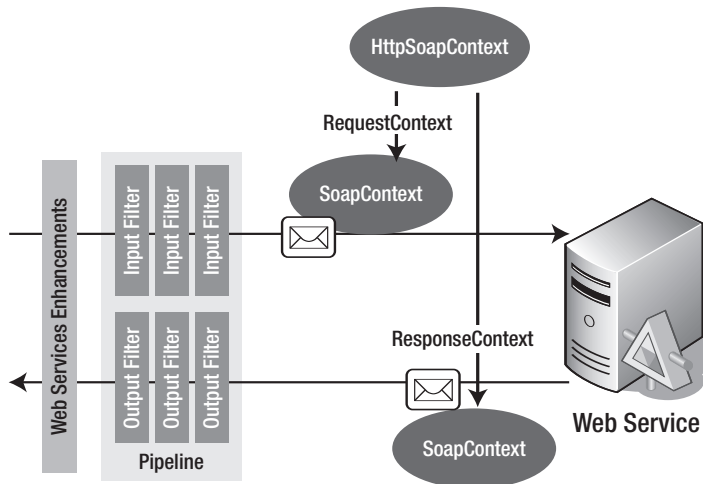 HttpSoapContext
RequestContext
SoapContext
Web Services Enhancements
Input Filter
Input Filter
Input Filter
Output Filter
Output Filter
Output Filter
Pipeline
ResponseContext
SoapContext
Web Service